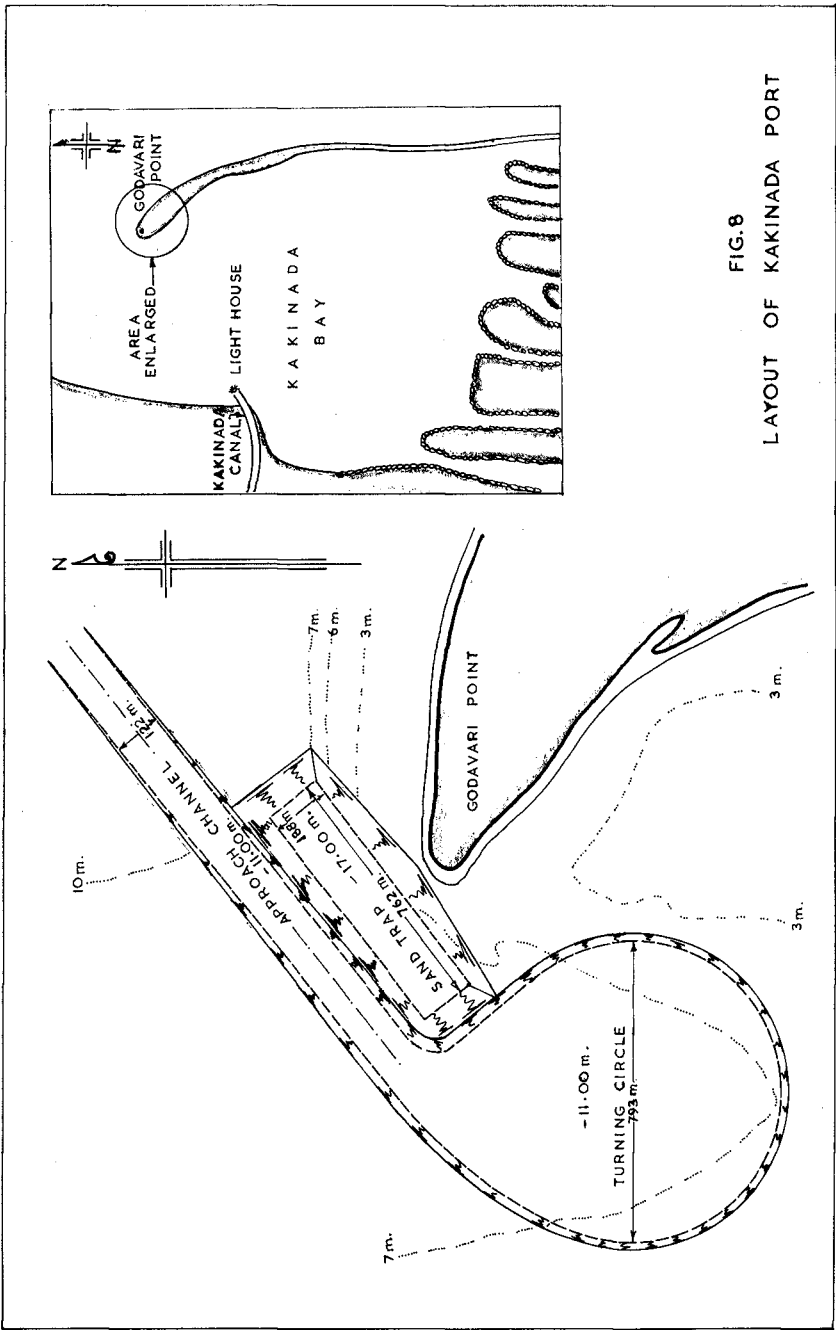 N
GODAVARI
POINT
AREA
ENLARGED
LIGHT HOUSE
KAKINADA
CANAL
KAKINADA
BAY
N
10 m.
APPROACH CHANNEL
-11.00 m.
122 m.
7 m.
6 m.
3 m.
188 m
-17.00 m.
762 m.
SAND TRAP
GODAVARI POINT
3 m.
3 m.
7 m.
-11.00 m.
TURNING CIRCLE
793 m.
FIG. 8
LAYOUT OF KAKINADA PORT